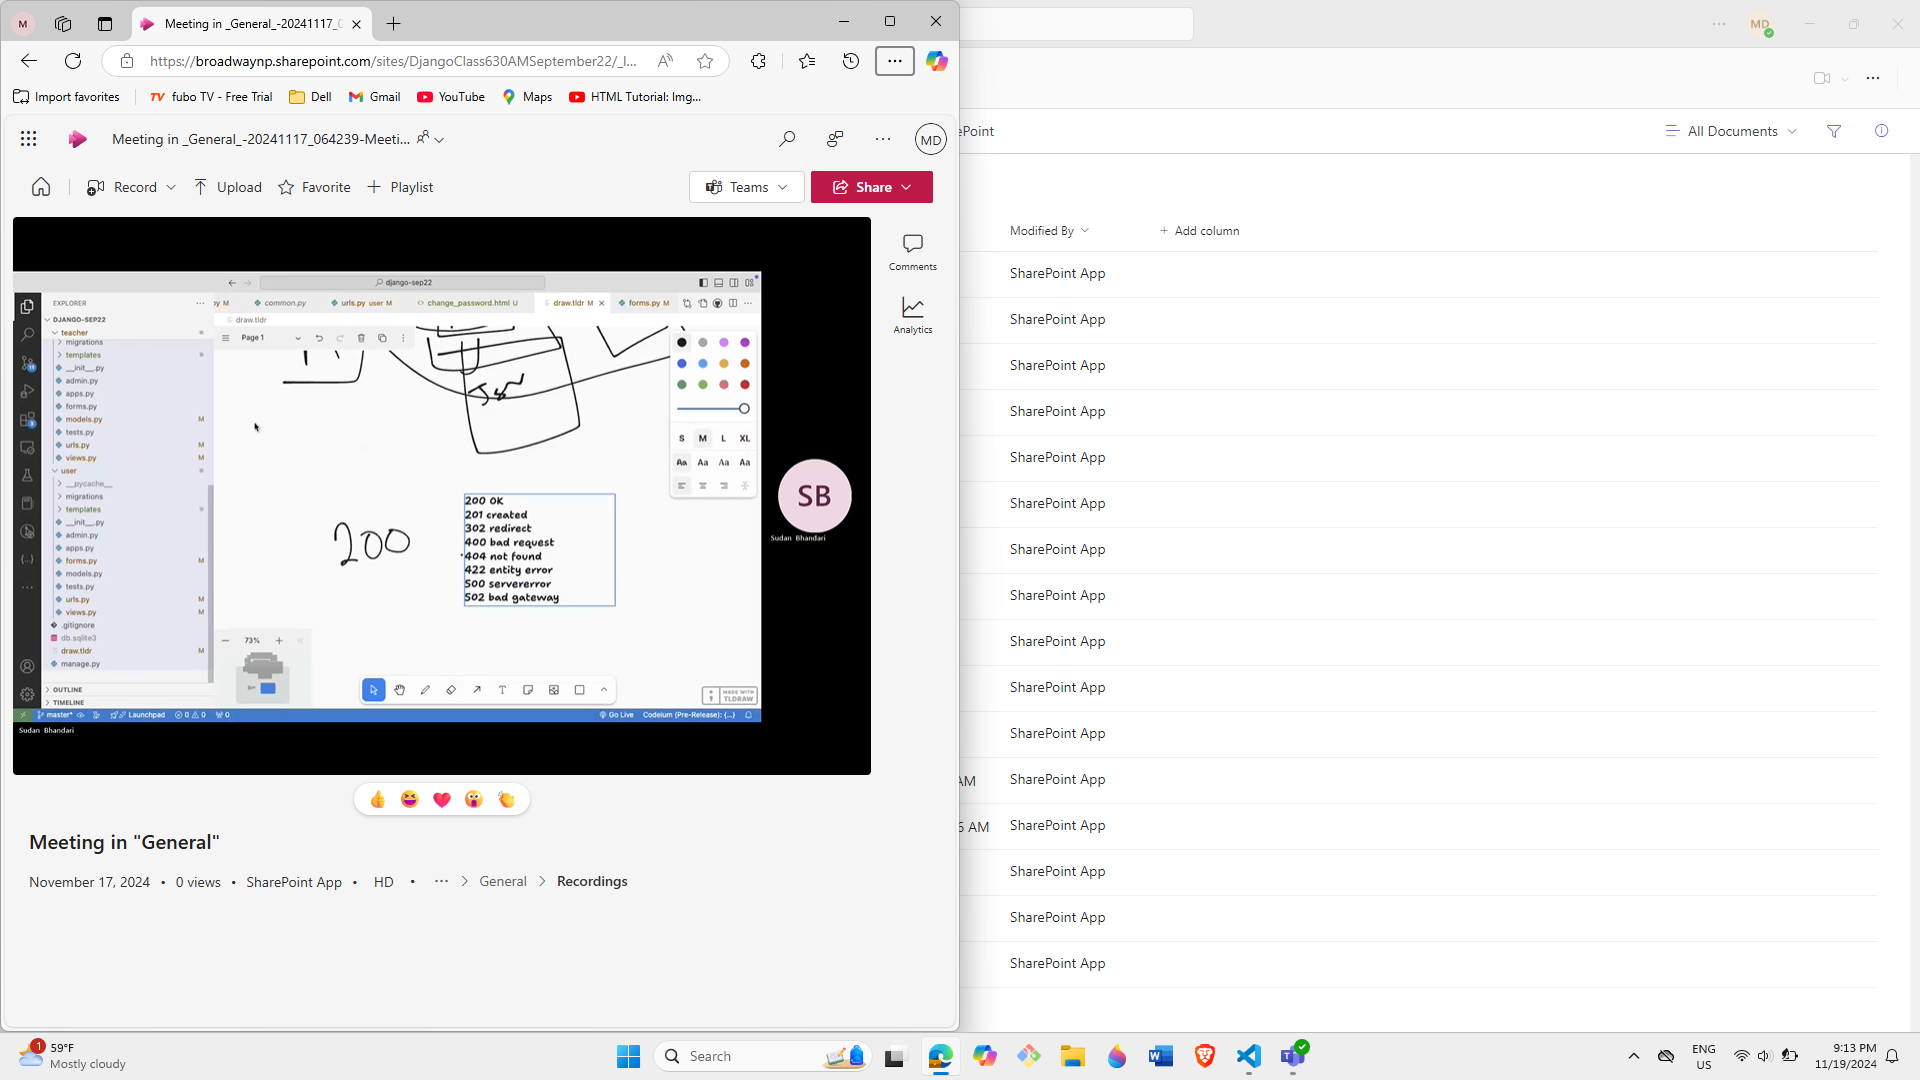 M
Meeting in _General_-20241117_0
https://broadwaynp.sharepoint.com/sites/DjangoClass630AMSeptember22/_l...
Import favorites
fubo TV - Free Trial
Dell
Gmail
YouTube
Maps
HTML Tutorial: Img...
Meeting in _General_-20241117_064239-Meeti...
MD
Record
Upload
Favorite
Playlist
Teams
Share
Comments
Analytics
django-sep22
EXPLORER
py M
common.py
urls.py user M
change_password.html U
draw.tldr M
forms.py M
DJANGO-SEP22
draw.tldr
teacher
Page 1
migrations
templates
__init__.py
admin.py
apps.py
forms.py
models.py M
tests.py
urls.py M
views.py M
user
__pycache__
migrations
templates
__init__.py
admin.py
apps.py
forms.py M
models.py
tests.py
urls.py M
views.py M
.gitignore
db.sqlite3
draw.tldr M
manage.py
OUTLINE
TIMELINE
S M L XL
Aa Aa Aa Aa
200
200 OK
201 created
302 redirect
400 bad request
404 not found
422 entity error
500 servererror
502 bad gateway
73%
MADE WITH
TLDRAW
master*
Launchpad
0 0
0
Go Live
Codeium (Pre-Release): {...}
Sudan Bhandari
SB
Sudan Bhandari
Meeting in "General"
November 17, 2024 • 0 views • SharePoint App • HD • ... > General > Recordings
MD
ePoint
All Documents
Modified By
+ Add column
SharePoint App
SharePoint App
SharePoint App
SharePoint App
SharePoint App
SharePoint App
SharePoint App
SharePoint App
SharePoint App
SharePoint App
SharePoint App
AM SharePoint App
6 AM SharePoint App
SharePoint App
SharePoint App
SharePoint App
1
59°F
Mostly cloudy
Search
ENG
US
9:13 PM
11/19/2024